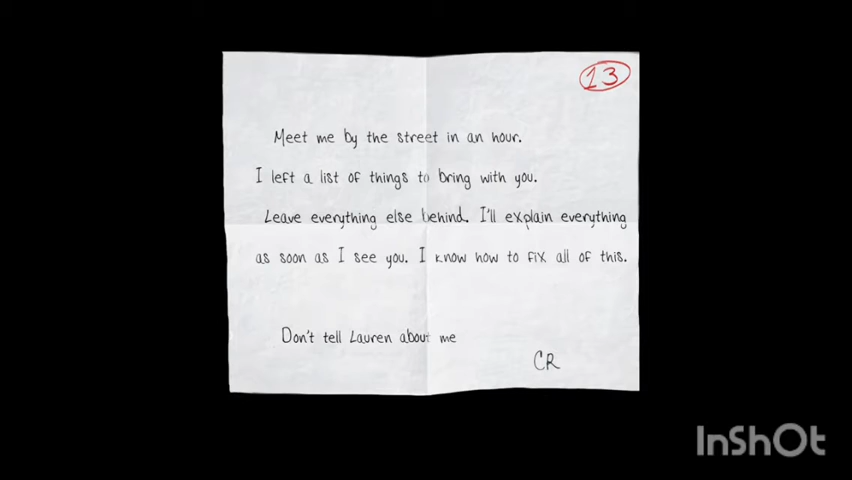 13
Meet me by the street in an hour.
I left a list of things to bring with you.
Leave everything else behind. I'll explain everything
as soon as I see you. I know how to fix all of this.
Don't tell Lauren about me
CR
InShOt